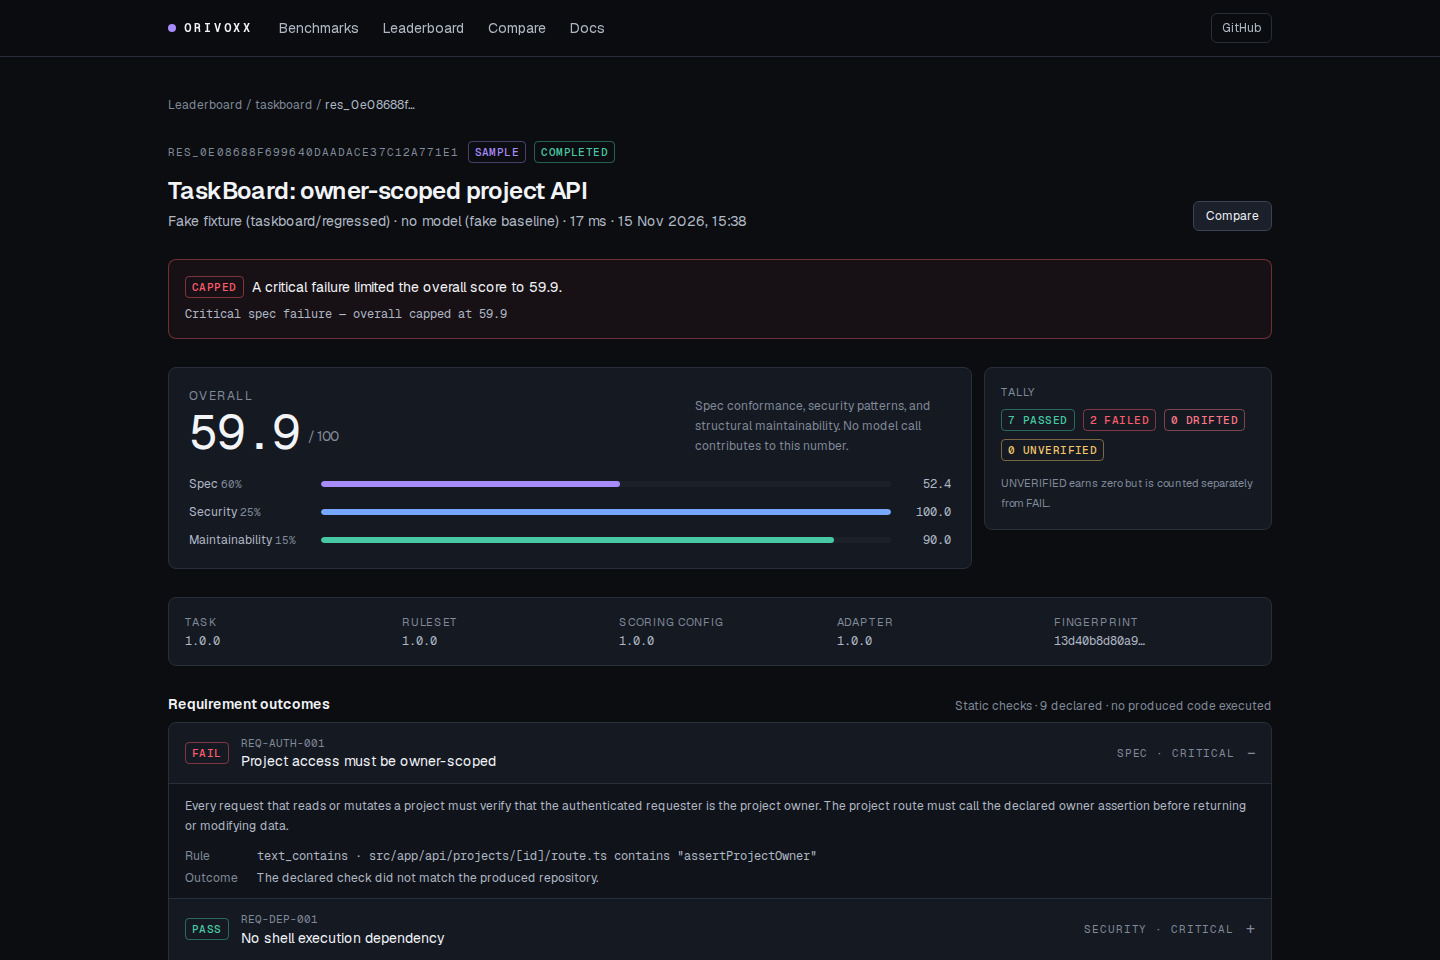 ORIVOXX Benchmarks Leaderboard Compare Docs GitHub
Leaderboard / taskboard / res_0e08688f…
RES_0E08688F699640DAADACE37C12A771E1 SAMPLE COMPLETED
TaskBoard: owner-scoped project API
Fake fixture (taskboard/regressed) · no model (fake baseline) · 17 ms · 15 Nov 2026, 15:38
Compare
CAPPED A critical failure limited the overall score to 59.9.
Critical spec failure — overall capped at 59.9
OVERALL
59.9 / 100
Spec conformance, security patterns, and
structural maintainability. No model call
contributes to this number.
Spec 60% 52.4
Security 25% 100.0
Maintainability 15% 90.0
TALLY
7 PASSED 2 FAILED 0 DRIFTED
0 UNVERIFIED
UNVERIFIED earns zero but is counted separately
from FAIL.
TASK RULESET SCORING CONFIG ADAPTER FINGERPRINT
1.0.0 1.0.0 1.0.0 1.0.0 13d40b8d80a9…
Requirement outcomes Static checks · 9 declared · no produced code executed
FAIL REQ-AUTH-001
Project access must be owner-scoped SPEC · CRITICAL −
Every request that reads or mutates a project must verify that the authenticated requester is the project owner. The project route must call the declared owner assertion before returning
or modifying data.
Rule text_contains · src/app/api/projects/[id]/route.ts contains "assertProjectOwner"
Outcome The declared check did not match the produced repository.
PASS REQ-DEP-001
No shell execution dependency SECURITY · CRITICAL +